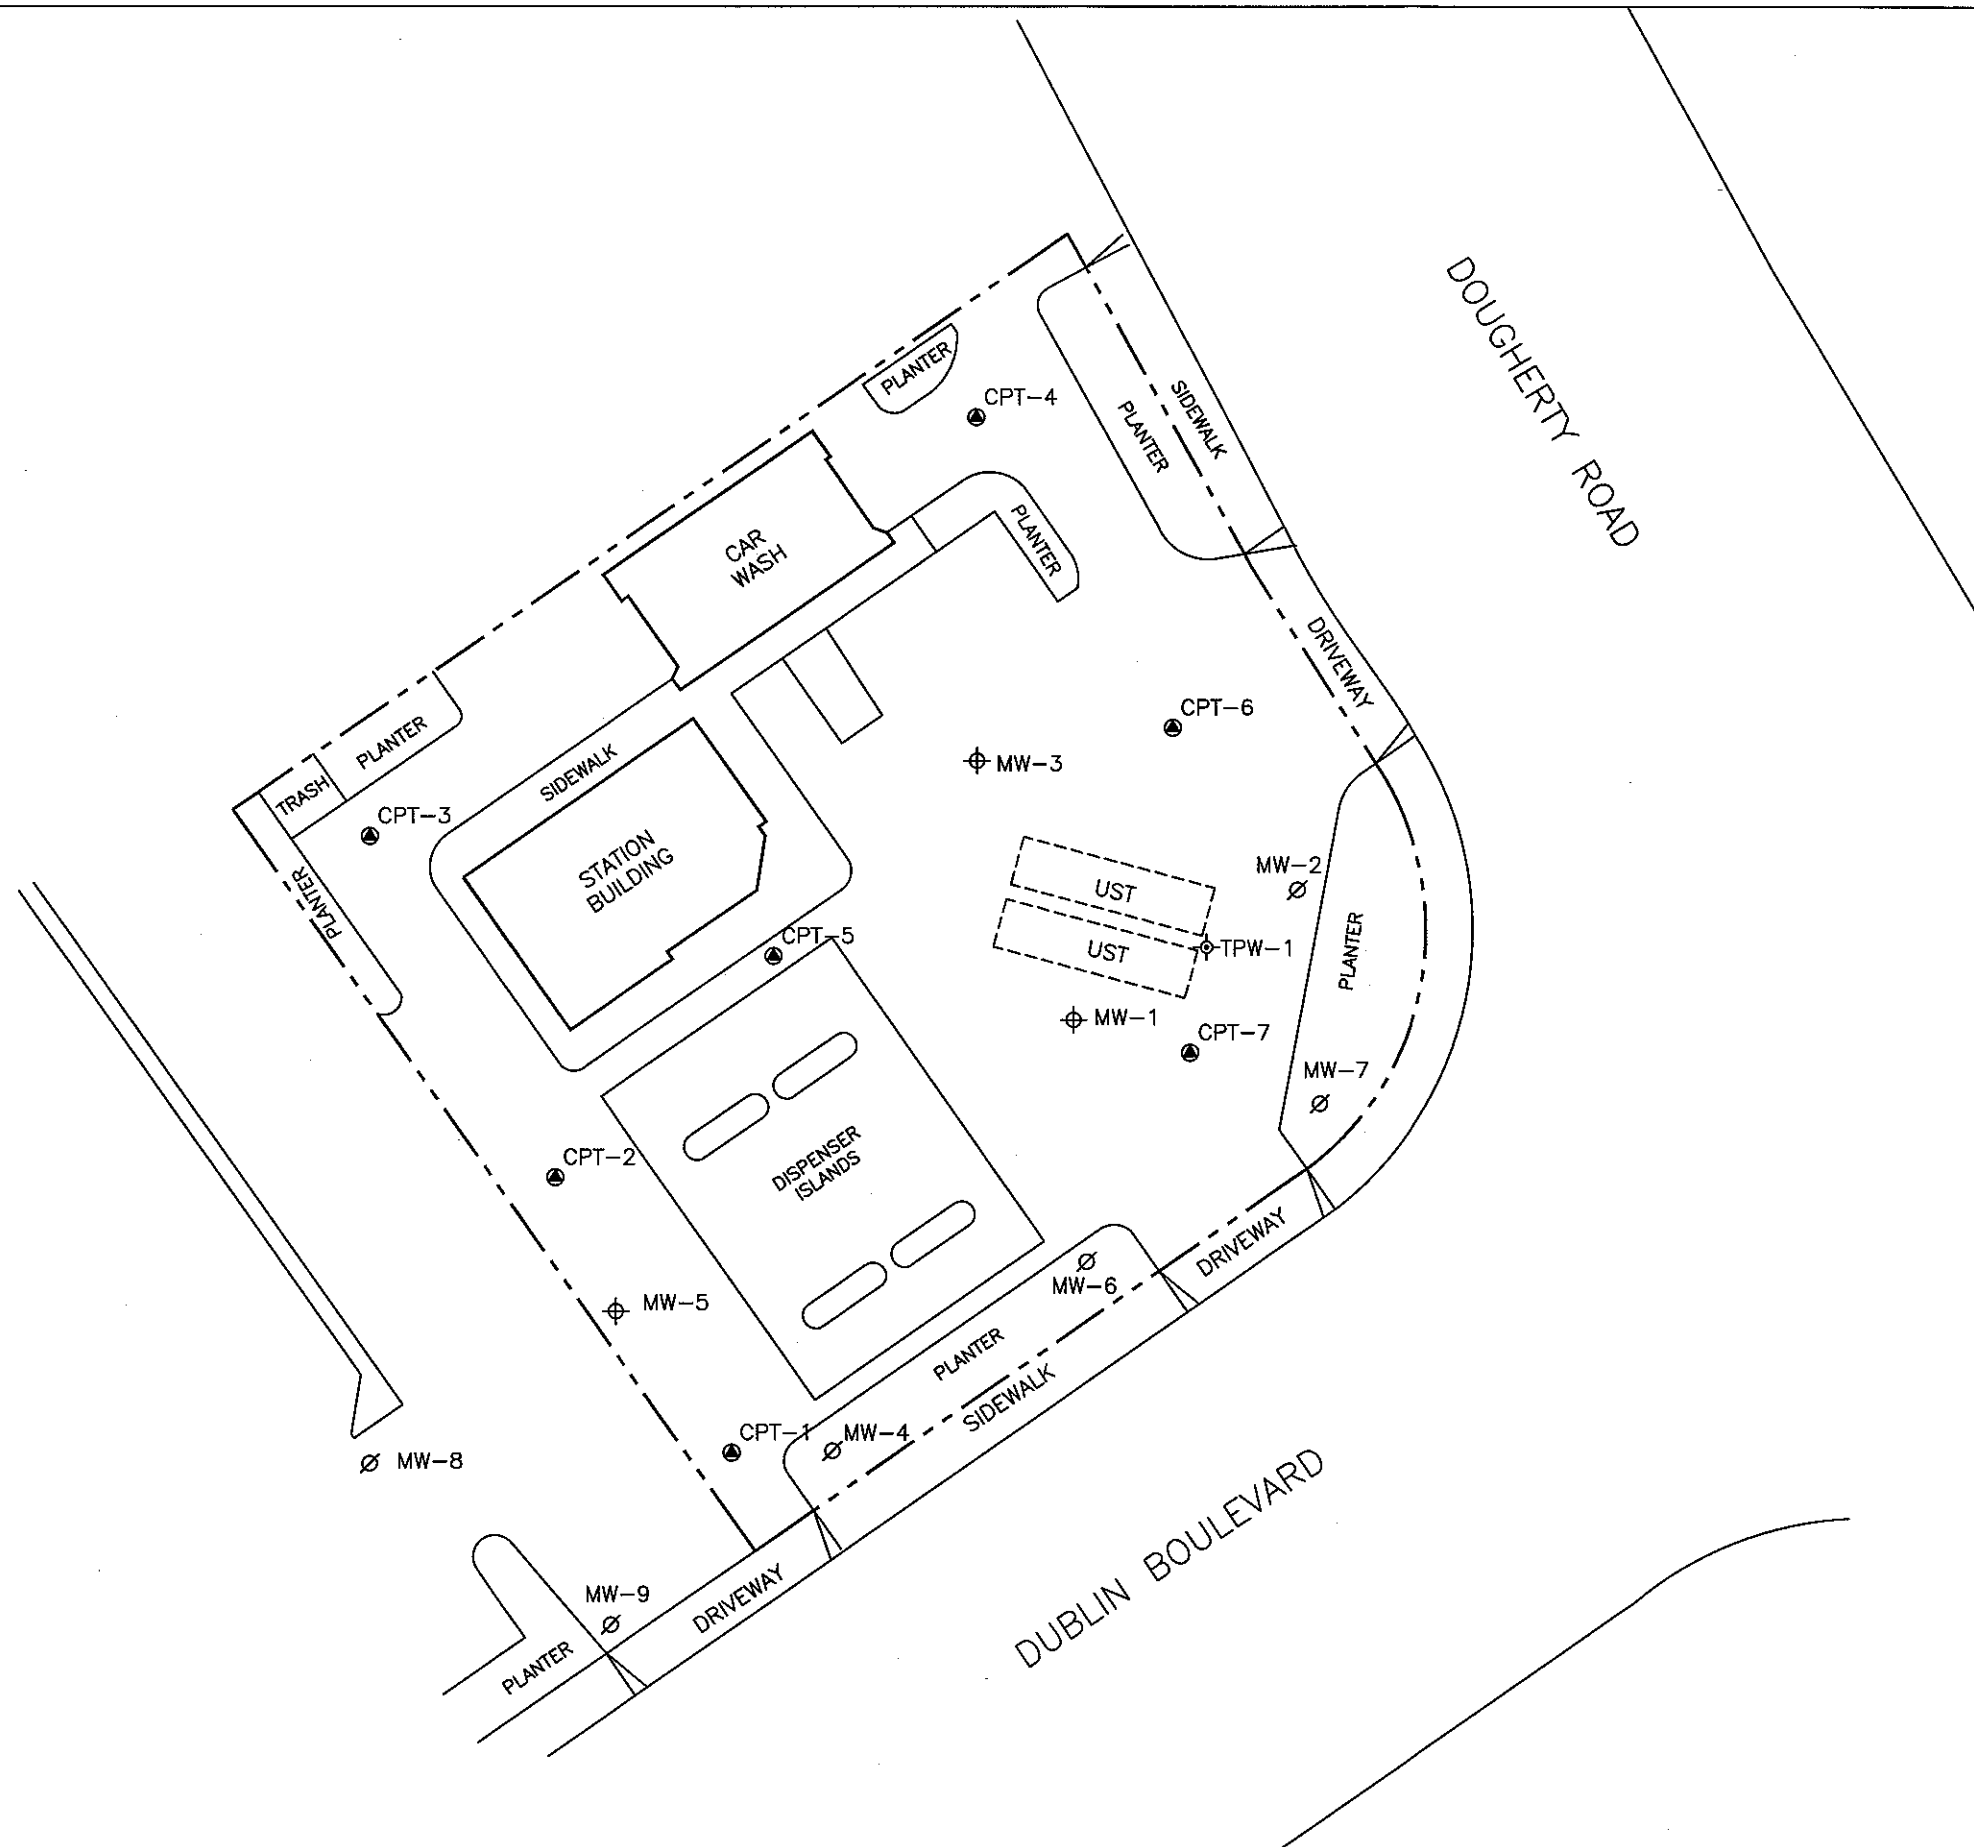 DOUGHERTY ROAD
PLANTER
CPT-4
SIDEWALK
PLANTER
CAR
WASH
PLANTER
DRIVEWAY
CPT-6
PLANTER
SIDEWALK
MW-3
TRASH
CPT-3
STATION
BUILDING
PLANTER
MW-2
UST
UST
CPT-5
TPW-1
PLANTER
MW-1
CPT-7
MW-7
DISPENSER
ISLANDS
CPT-2
DRIVEWAY
MW-6
MW-5
PLANTER
SIDEWALK
CPT-1
MW-4
MW-8
DUBLIN BOULEVARD
MW-9
DRIVEWAY
PLANTER